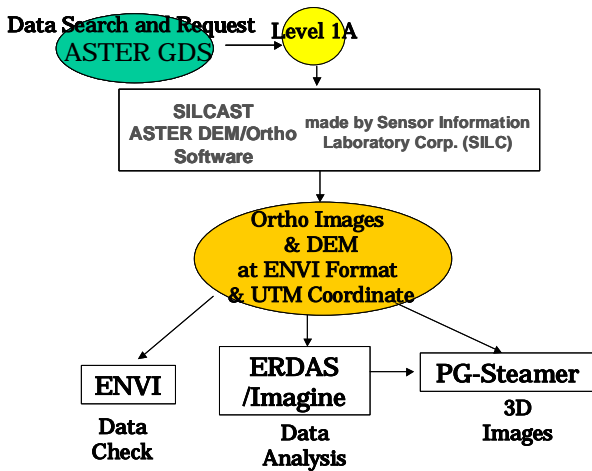 Data Search and Request
ASTER GDS
Level 1A
SILCAST
ASTER DEM/Ortho
Software
made by Sensor Information
Laboratory Corp. (SILC)
Ortho Images
& DEM
at ENVI Format
& UTM Coordinate
ENVI
Data
Check
ERDAS
/Imagine
Data
Analysis
PG-Steamer
3D
Images